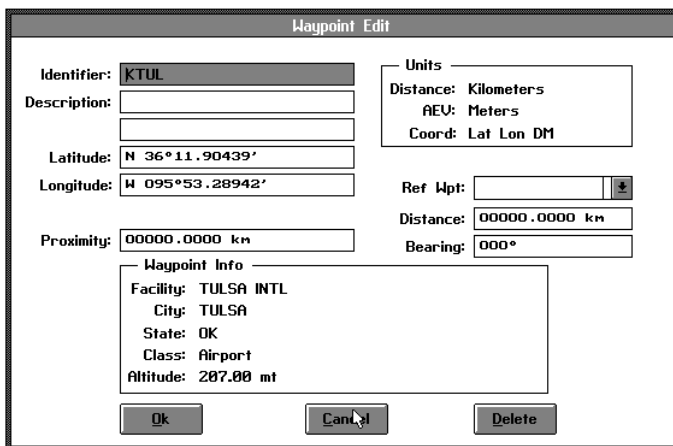 Waypoint Edit
Identifier: KTUL
Description:
Latitude: N 36°11.90439'
Longitude: W 095°53.28942'
Proximity: 00000.0000 km
Units
Distance: Kilometers
AEV: Meters
Coord: Lat Lon DM
Ref Wpt:
Distance: 00000.0000 km
Bearing: 000°
Waypoint Info
Facility: TULSA INTL
City: TULSA
State: OK
Class: Airport
Altitude: 207.00 mt
Ok
Cancel
Delete